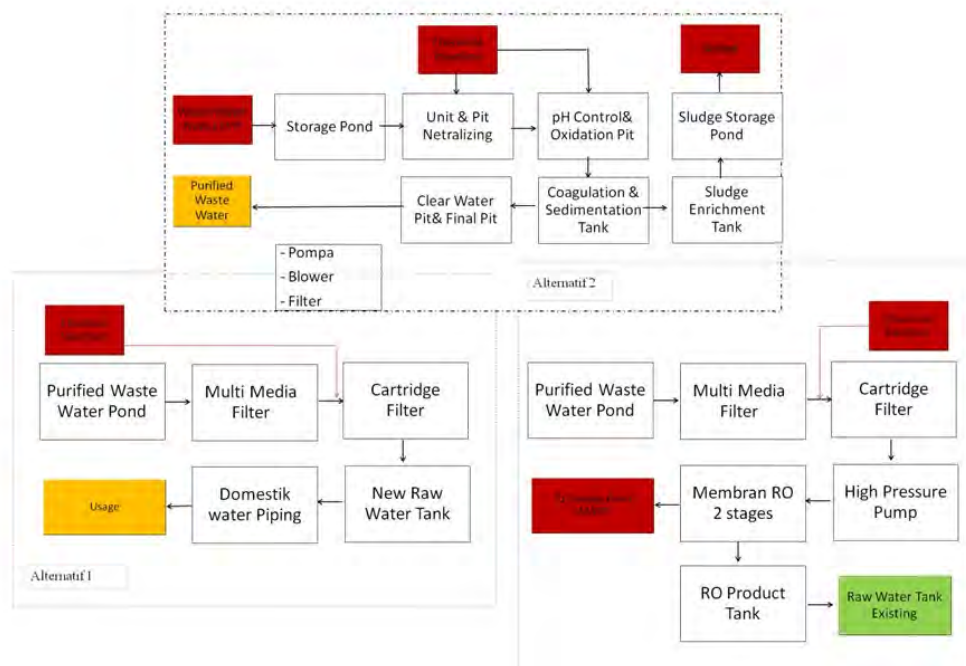 Storage Pond
Unit & Pit
Netralizing
pH Control&
Oxidation Pit
Sludge Storage
Pond
Purified
Waste
Water
Clear Water
Pit& Final Pit
Coagulation &
Sedimentation
Tank
Sludge
Enrichment
Tank
- Pompa
- Blower
- Filter
Alternatif 2
Purified Waste
Water Pond
Multi Media
Filter
Cartridge
Filter
Usage
Domestik
water Piping
New Raw
Water Tank
Alternatif 1
Purified Waste
Water Pond
Multi Media
Filter
Cartridge
Filter
Membran RO
2 stages
High Pressure
Pump
RO Product
Tank
Raw Water Tank
Existing